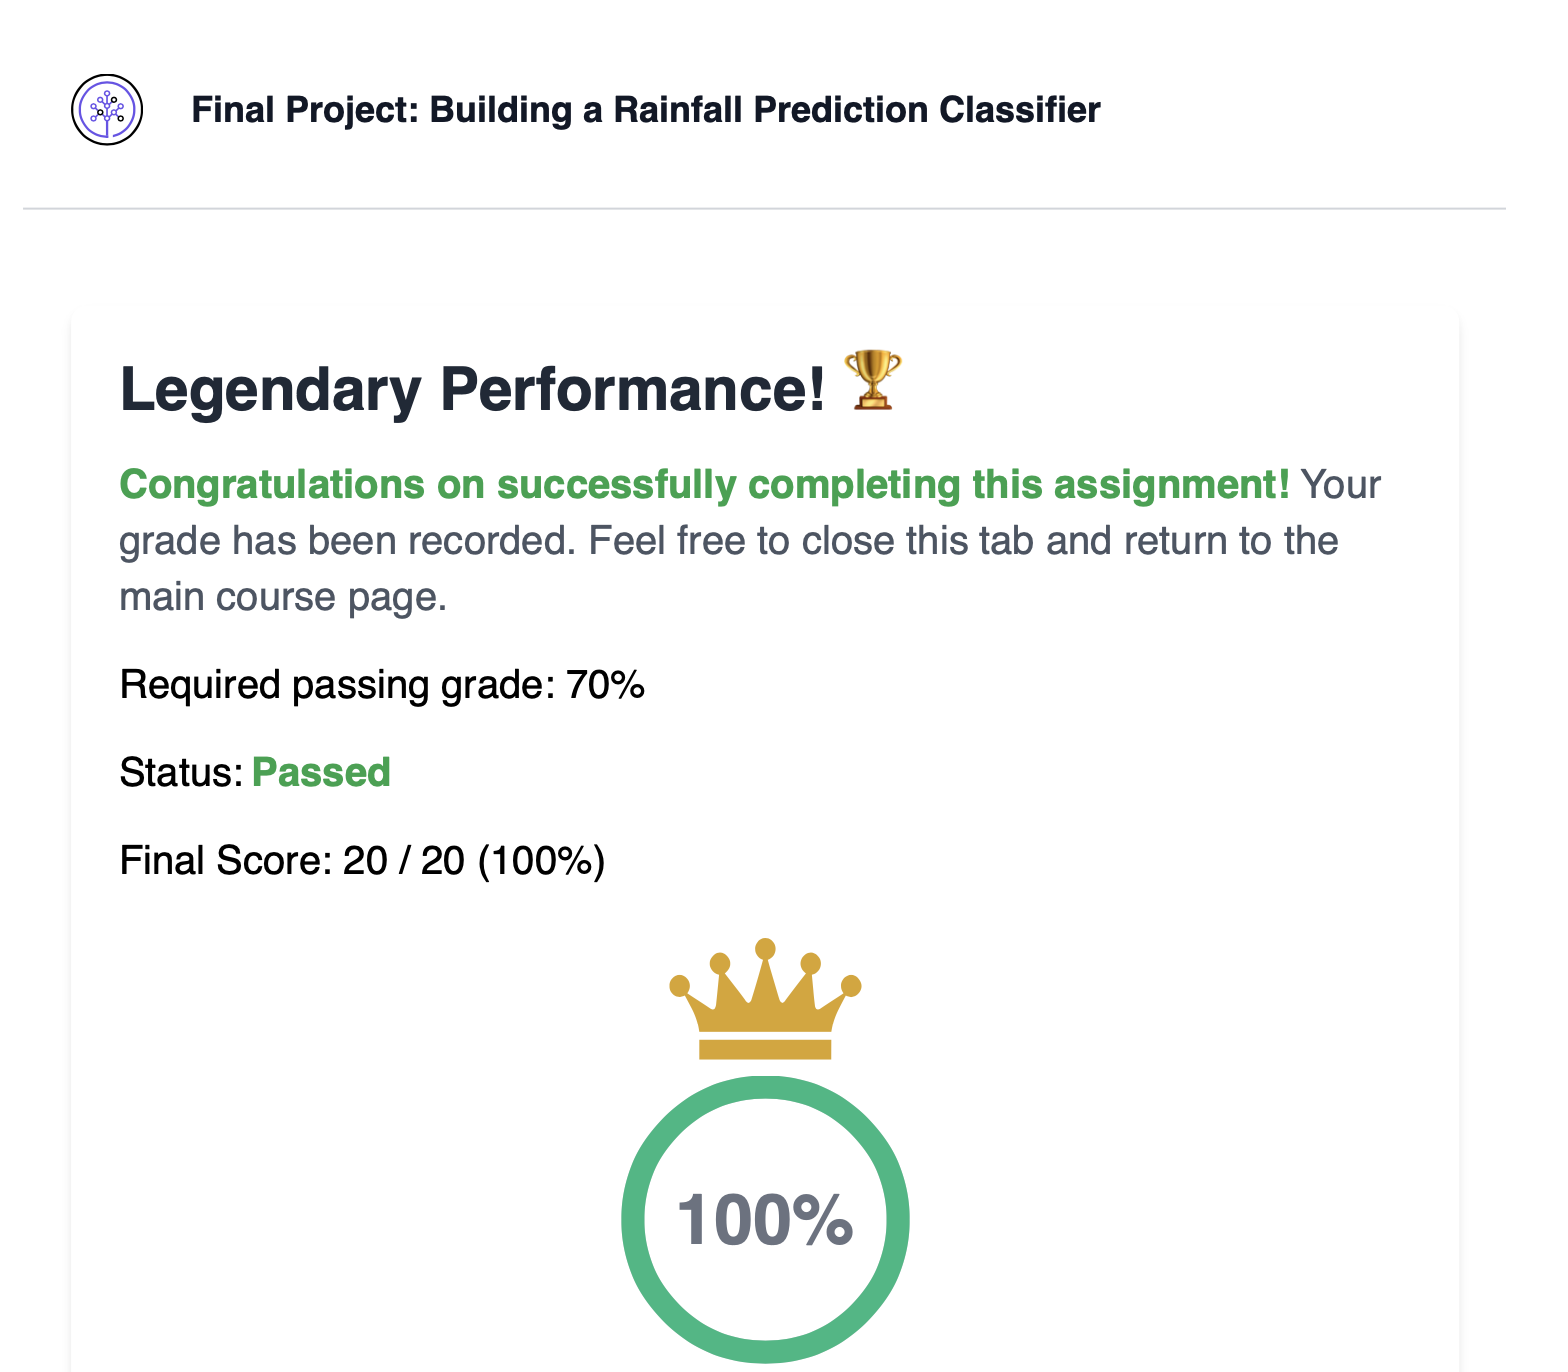 Final Project: Building a Rainfall Prediction Classifier
Legendary Performance! 🏆
Congratulations on successfully completing this assignment! Your
grade has been recorded. Feel free to close this tab and return to the
main course page.
Required passing grade: 70%
Status: Passed
Final Score: 20 / 20 (100%)
100%